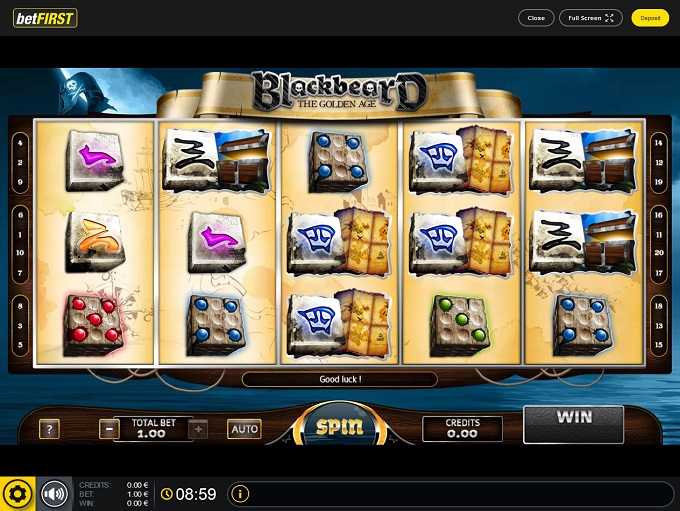 betFIRST
Close
Full Screen
Deposit
Blackbeard
THE GOLDEN AGE
4
2
9
6
1
10
7
8
3
5
14
12
19
16
11
20
17
18
13
15
Good luck !
?
-
TOTAL BET
1.00
+
AUTO
SPIN
CREDITS
0.00
WIN
CREDITS: 0.00 €
BET: 1.00 €
WIN: 0.00 €
08:59